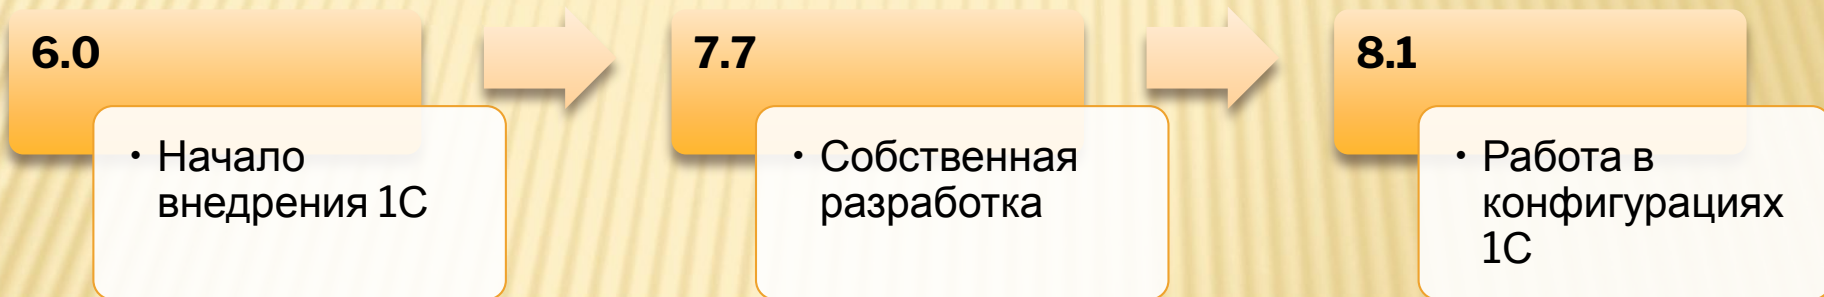 6.0
• Начало
внедрения 1С
7.7
• Собственная
разработка
8.1
• Работа в
конфигурациях
1С